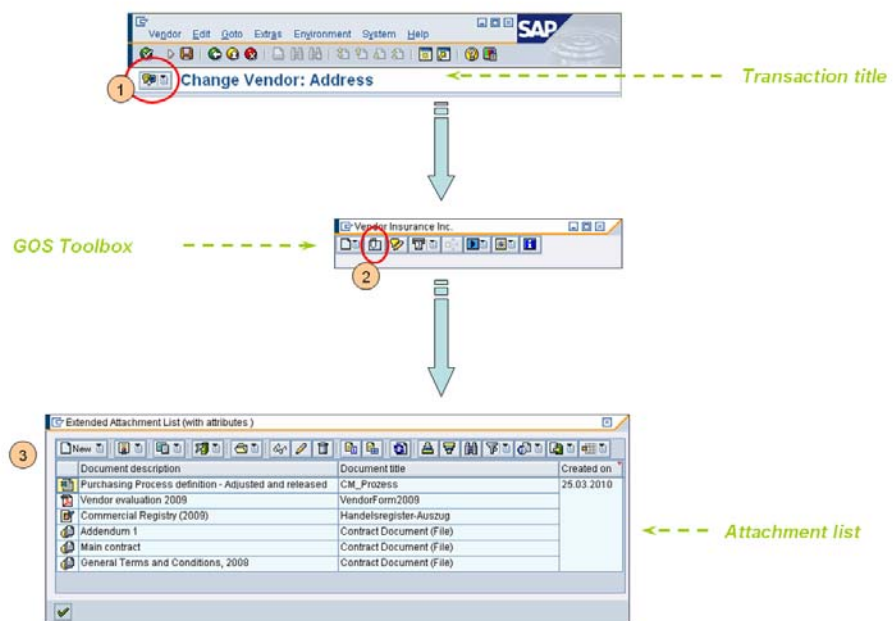 Vendor Edit Goto Extras Environment System Help
SAP
1
Change Vendor: Address
Transaction title
Vendor Insurance Inc.
GOS Toolbox
2
Extended Attachment List (with attributes )
3
New
Document description Document title Created on
Purchasing Process definition - Adjusted and released CM_Prozess 25.03.2010
Vendor evaluation 2009 VendorForm2009
Commercial Registry (2009) Handelsregister-Auszug
Addendum 1 Contract Document (File)
Attachment list
Main contract Contract Document (File)
General Terms and Conditions, 2008 Contract Document (File)